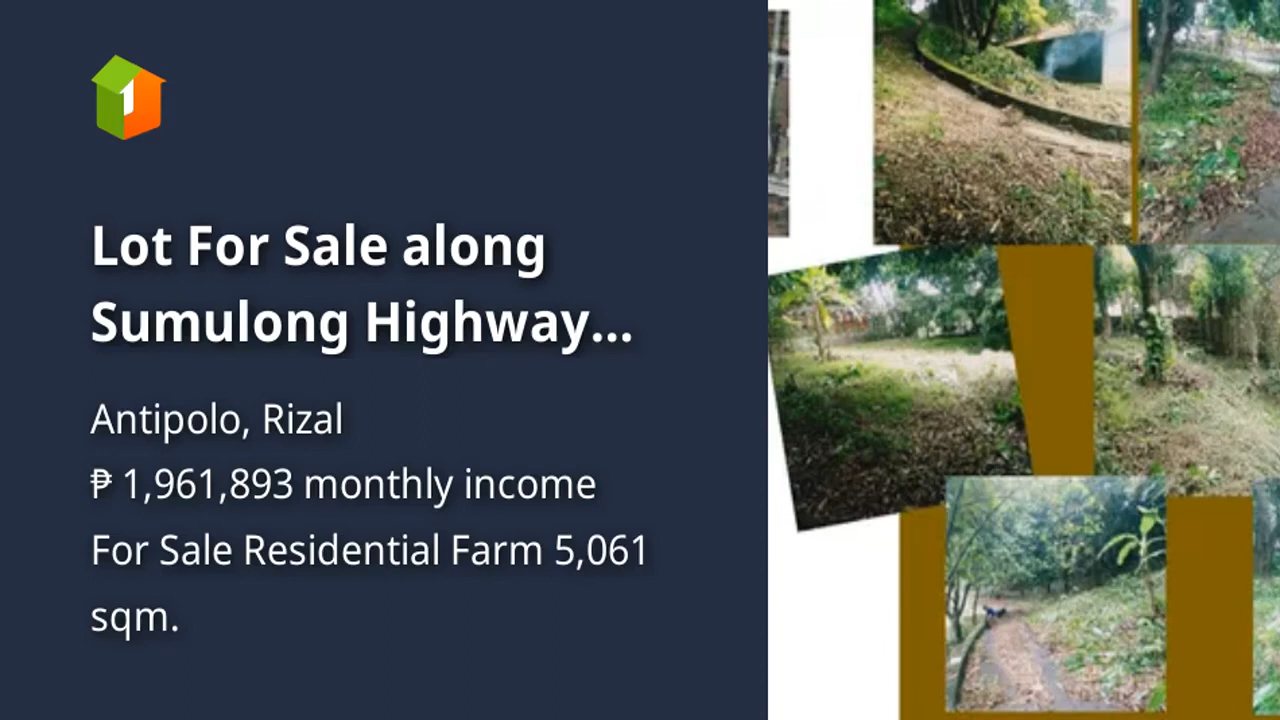 Lot For Sale along
Sumulong Highway...
Antipolo, Rizal
₱ 1,961,893 monthly income
For Sale Residential Farm 5,061
sqm.